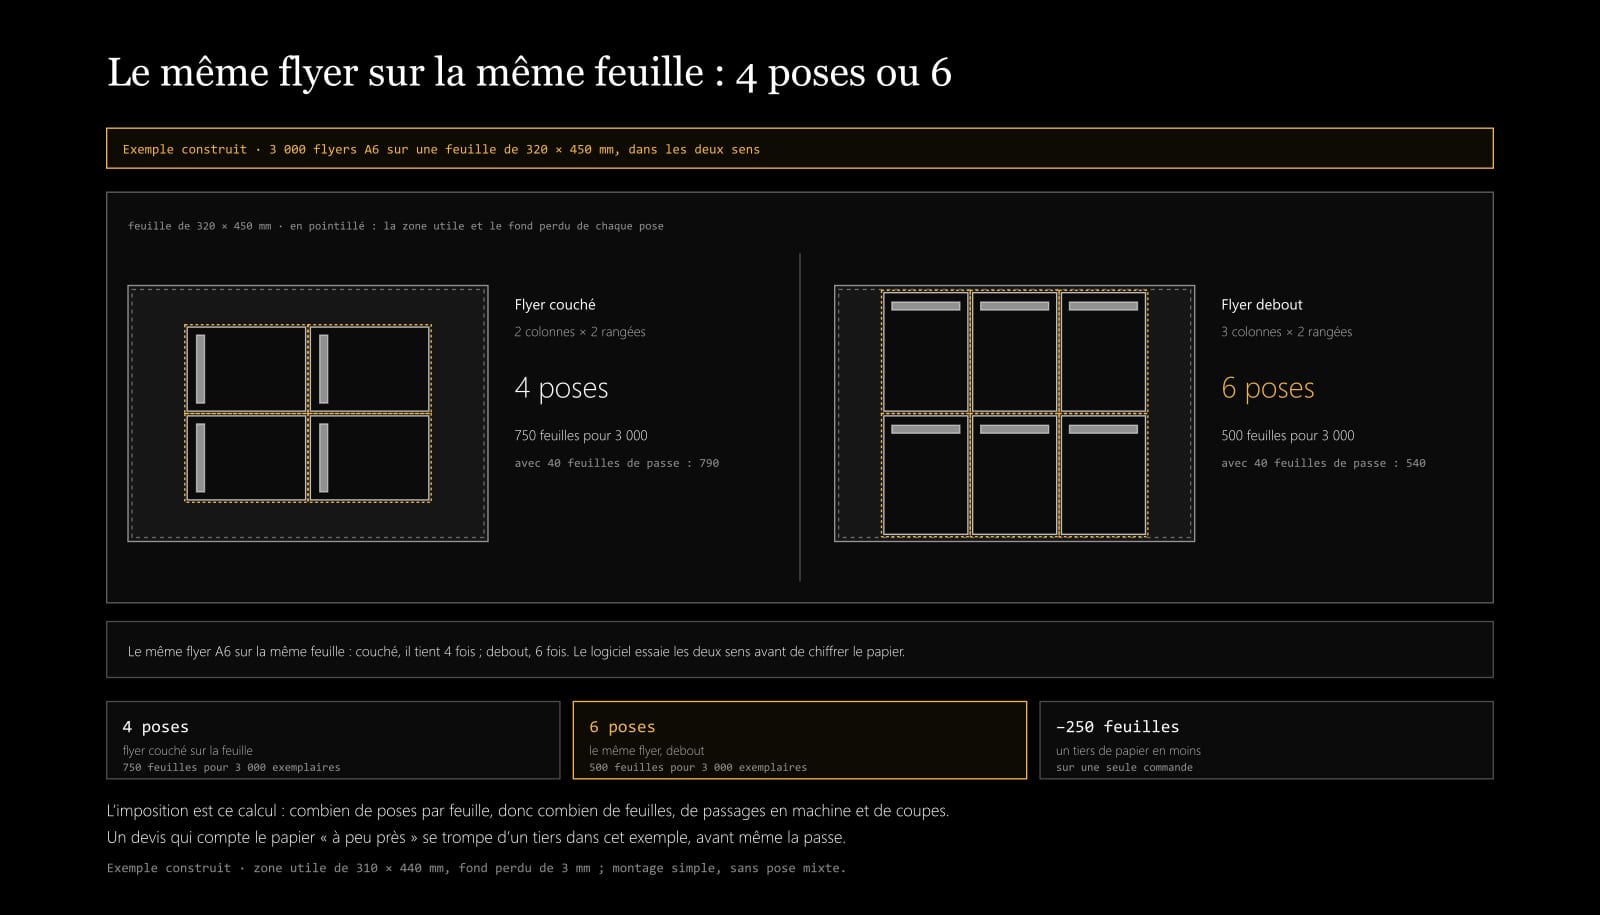 Le même flyer sur la même feuille : 4 poses ou 6
Exemple construit · 3 000 flyers A6 sur une feuille de 320 × 450 mm, dans les deux sens
feuille de 320 × 450 mm · en pointillé : la zone utile et le fond perdu de chaque pose
Flyer couché
2 colonnes × 2 rangées
4 poses
750 feuilles pour 3 000
avec 40 feuilles de passe : 790
Flyer debout
3 colonnes × 2 rangées
6 poses
500 feuilles pour 3 000
avec 40 feuilles de passe : 540
Le même flyer A6 sur la même feuille : couché, il tient 4 fois ; debout, 6 fois. Le logiciel essaie les deux sens avant de chiffrer le papier.
4 poses
flyer couché sur la feuille
750 feuilles pour 3 000 exemplaires
6 poses
le même flyer, debout
500 feuilles pour 3 000 exemplaires
−250 feuilles
un tiers de papier en moins
sur une seule commande
L’imposition est ce calcul : combien de poses par feuille, donc combien de feuilles, de passages en machine et de coupes.
Un devis qui compte le papier « à peu près » se trompe d’un tiers dans cet exemple, avant même la passe.
Exemple construit · zone utile de 310 × 440 mm, fond perdu de 3 mm ; montage simple, sans pose mixte.